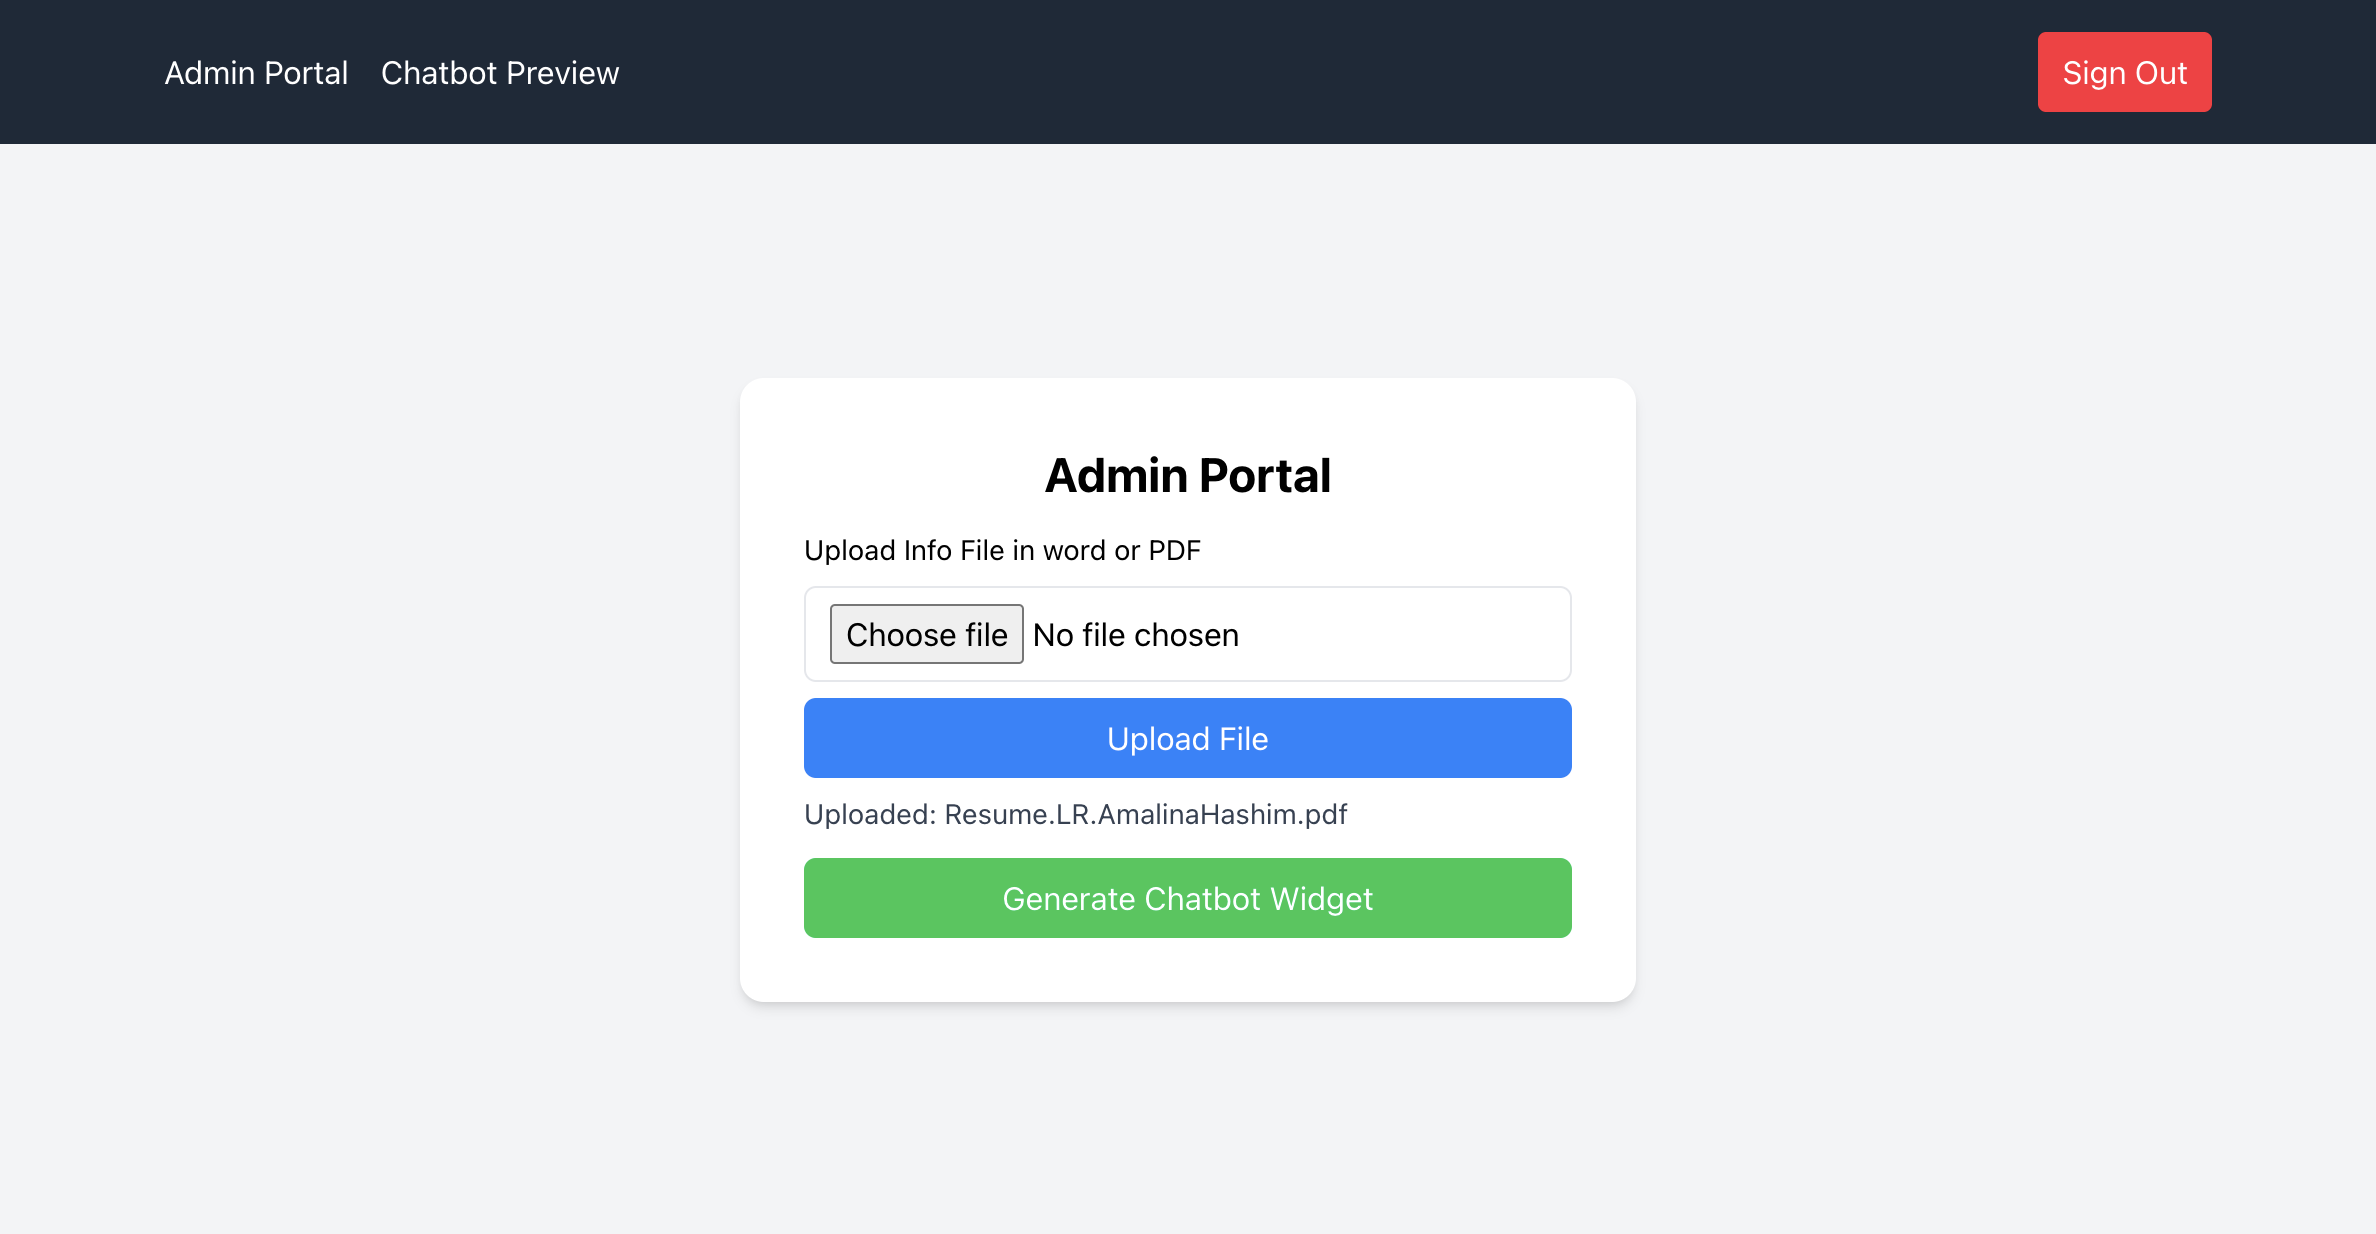 Admin Portal Chatbot Preview Sign Out
Admin Portal
Upload Info File in word or PDF
Choose file No file chosen
Upload File
Uploaded: Resume.LR.AmalinaHashim.pdf
Generate Chatbot Widget